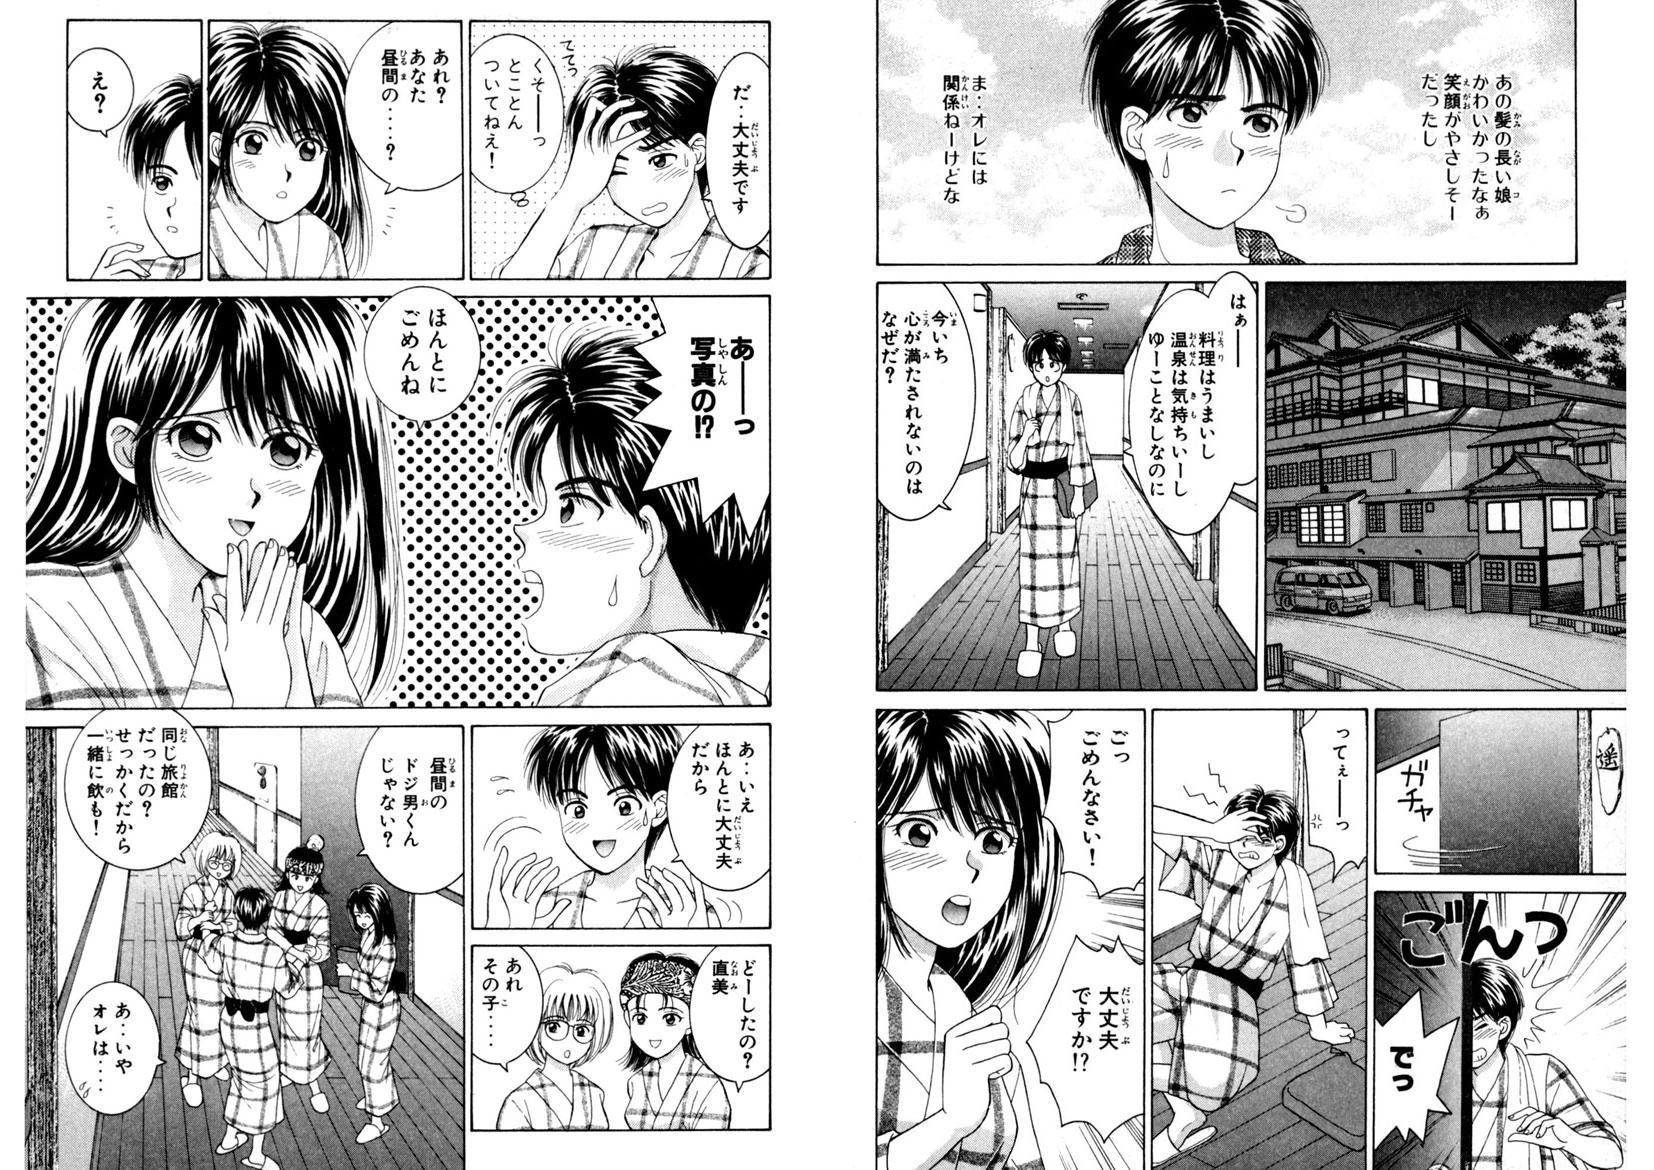 あの髪の長い娘
かわいかったなぁ
笑顔がやさしそー
だったし
ま‥オレには
関係ねーけどな
はぁ──
料理はうまいし
温泉は気持ちいーし
ゆーことなしなのに
今いち
心が満たされないのは
なぜだ?
遥
ガチャ
ごんっ
でっ
ってぇ──っ
ごっ
ごめんなさい!
大丈夫
ですか!?
だ‥大丈夫です
ててっ
くそ──っ
とことん
ついてねえ!
あれ?
あなた
昼間の‥‥?
え?
あ──っ
写真の!?
ほんとに
ごめんね
あ‥いえ
ほんとに大丈夫
だから
どーしたの?
直美
あれ
その子‥‥
昼間の
ドジ男くん
じゃない?
同じ旅館
だったの?
せっかくだから
一緒に飲も!
あ‥いや
オレは‥‥